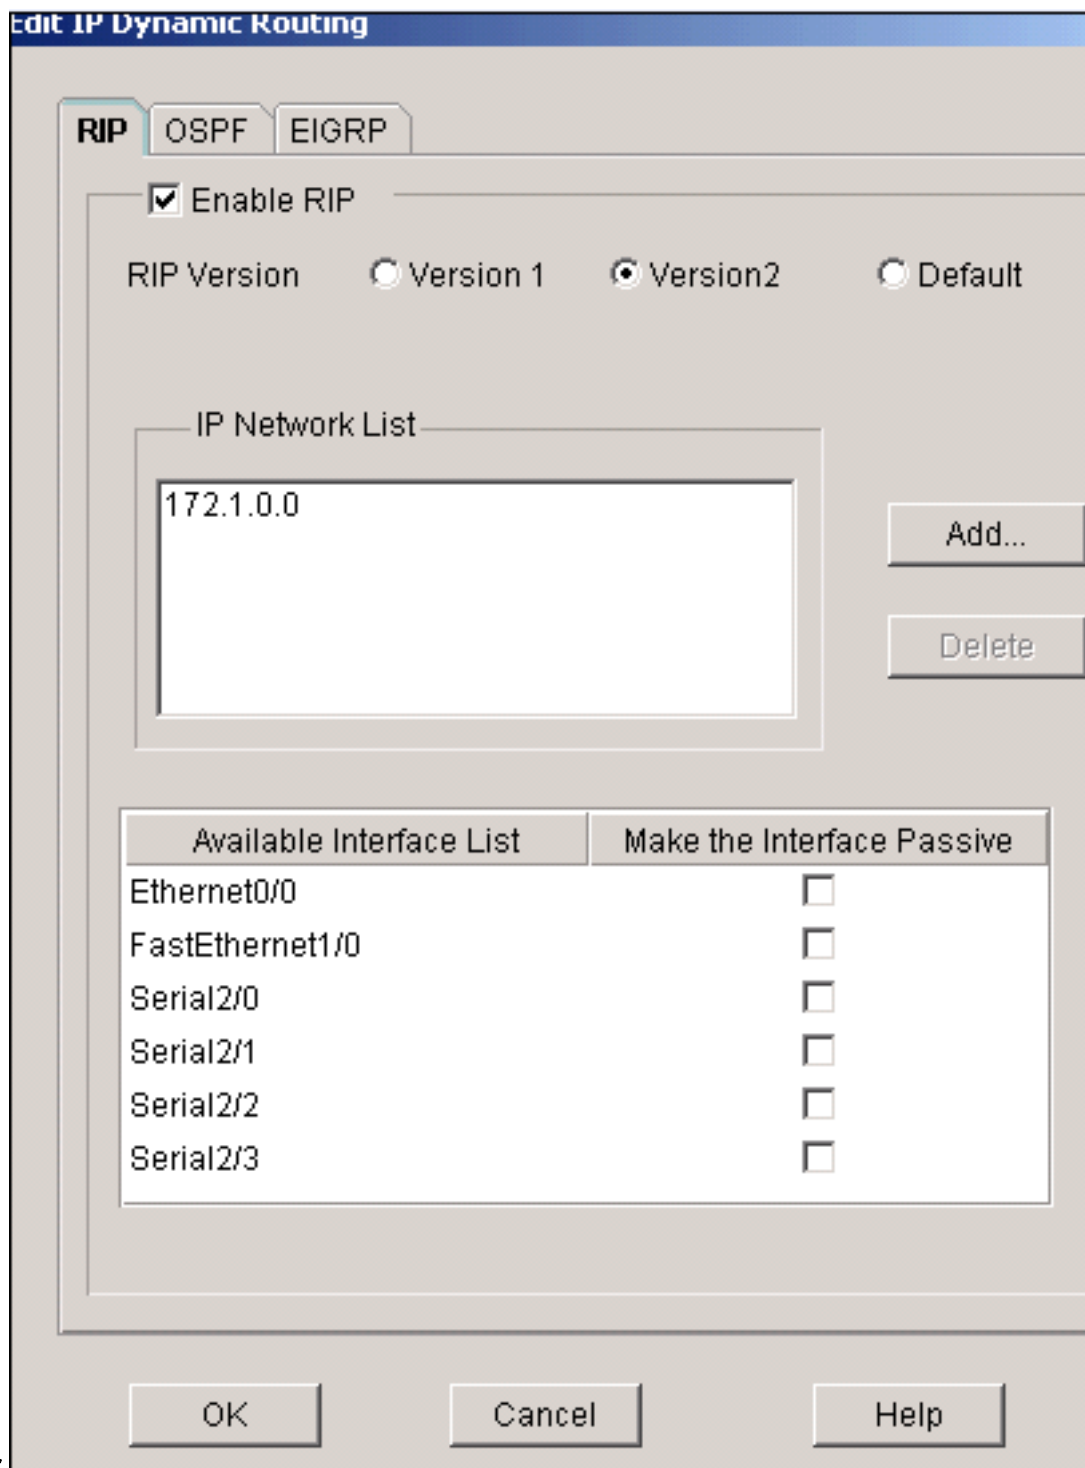 Edit IP Dynamic Routing
RIP OSPF EIGRP
Enable RIP
RIP Version Version 1 Version2 Default
IP Network List
172.1.0.0
Add...
Delete
Available Interface List Make the Interface Passive
Ethernet0/0
FastEthernet1/0
Serial2/0
Serial2/1
Serial2/2
Serial2/3
OK Cancel Help